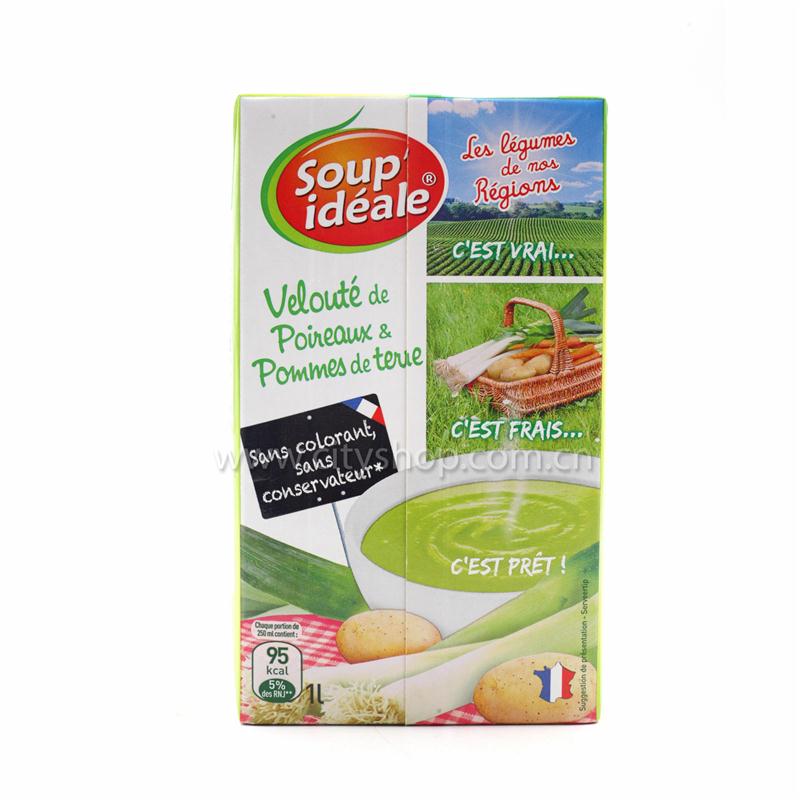 Soup'
idéale®
Les légumes
de nos
Régions
C'EST VRAI...
Velouté de
Poireaux &
Pommes de terre
C'ÈST FRAIS...
Sans colorant,
sans
conservateur*
www.cityshop.com.cn
C'EST PRÊT !
Chaque portion de
250 ml contient :
95
kcal
5%
des RNJ**
1L
Suggestion de présentation - Serveertip